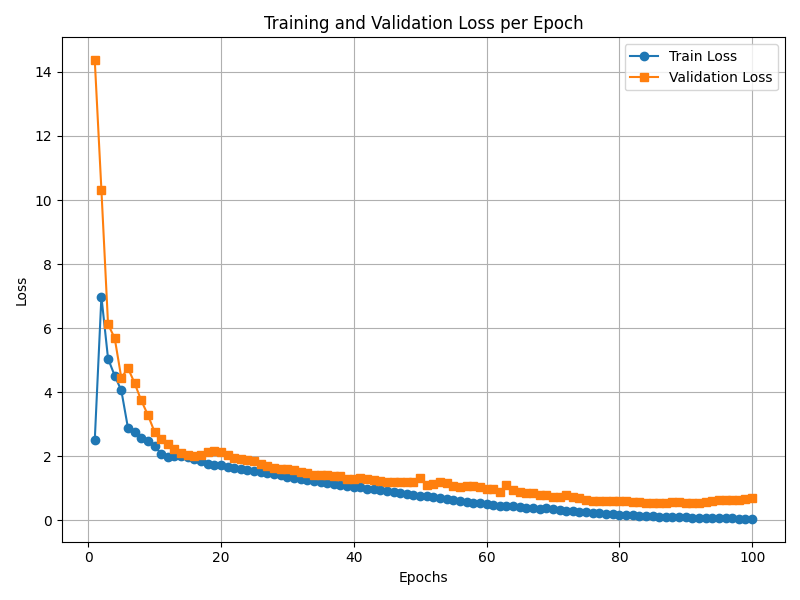 Training and Validation Loss per Epoch
Train Loss
Validation Loss
Loss
14
12
10
8
6
4
2
0
0 20 40 60 80 100
Epochs